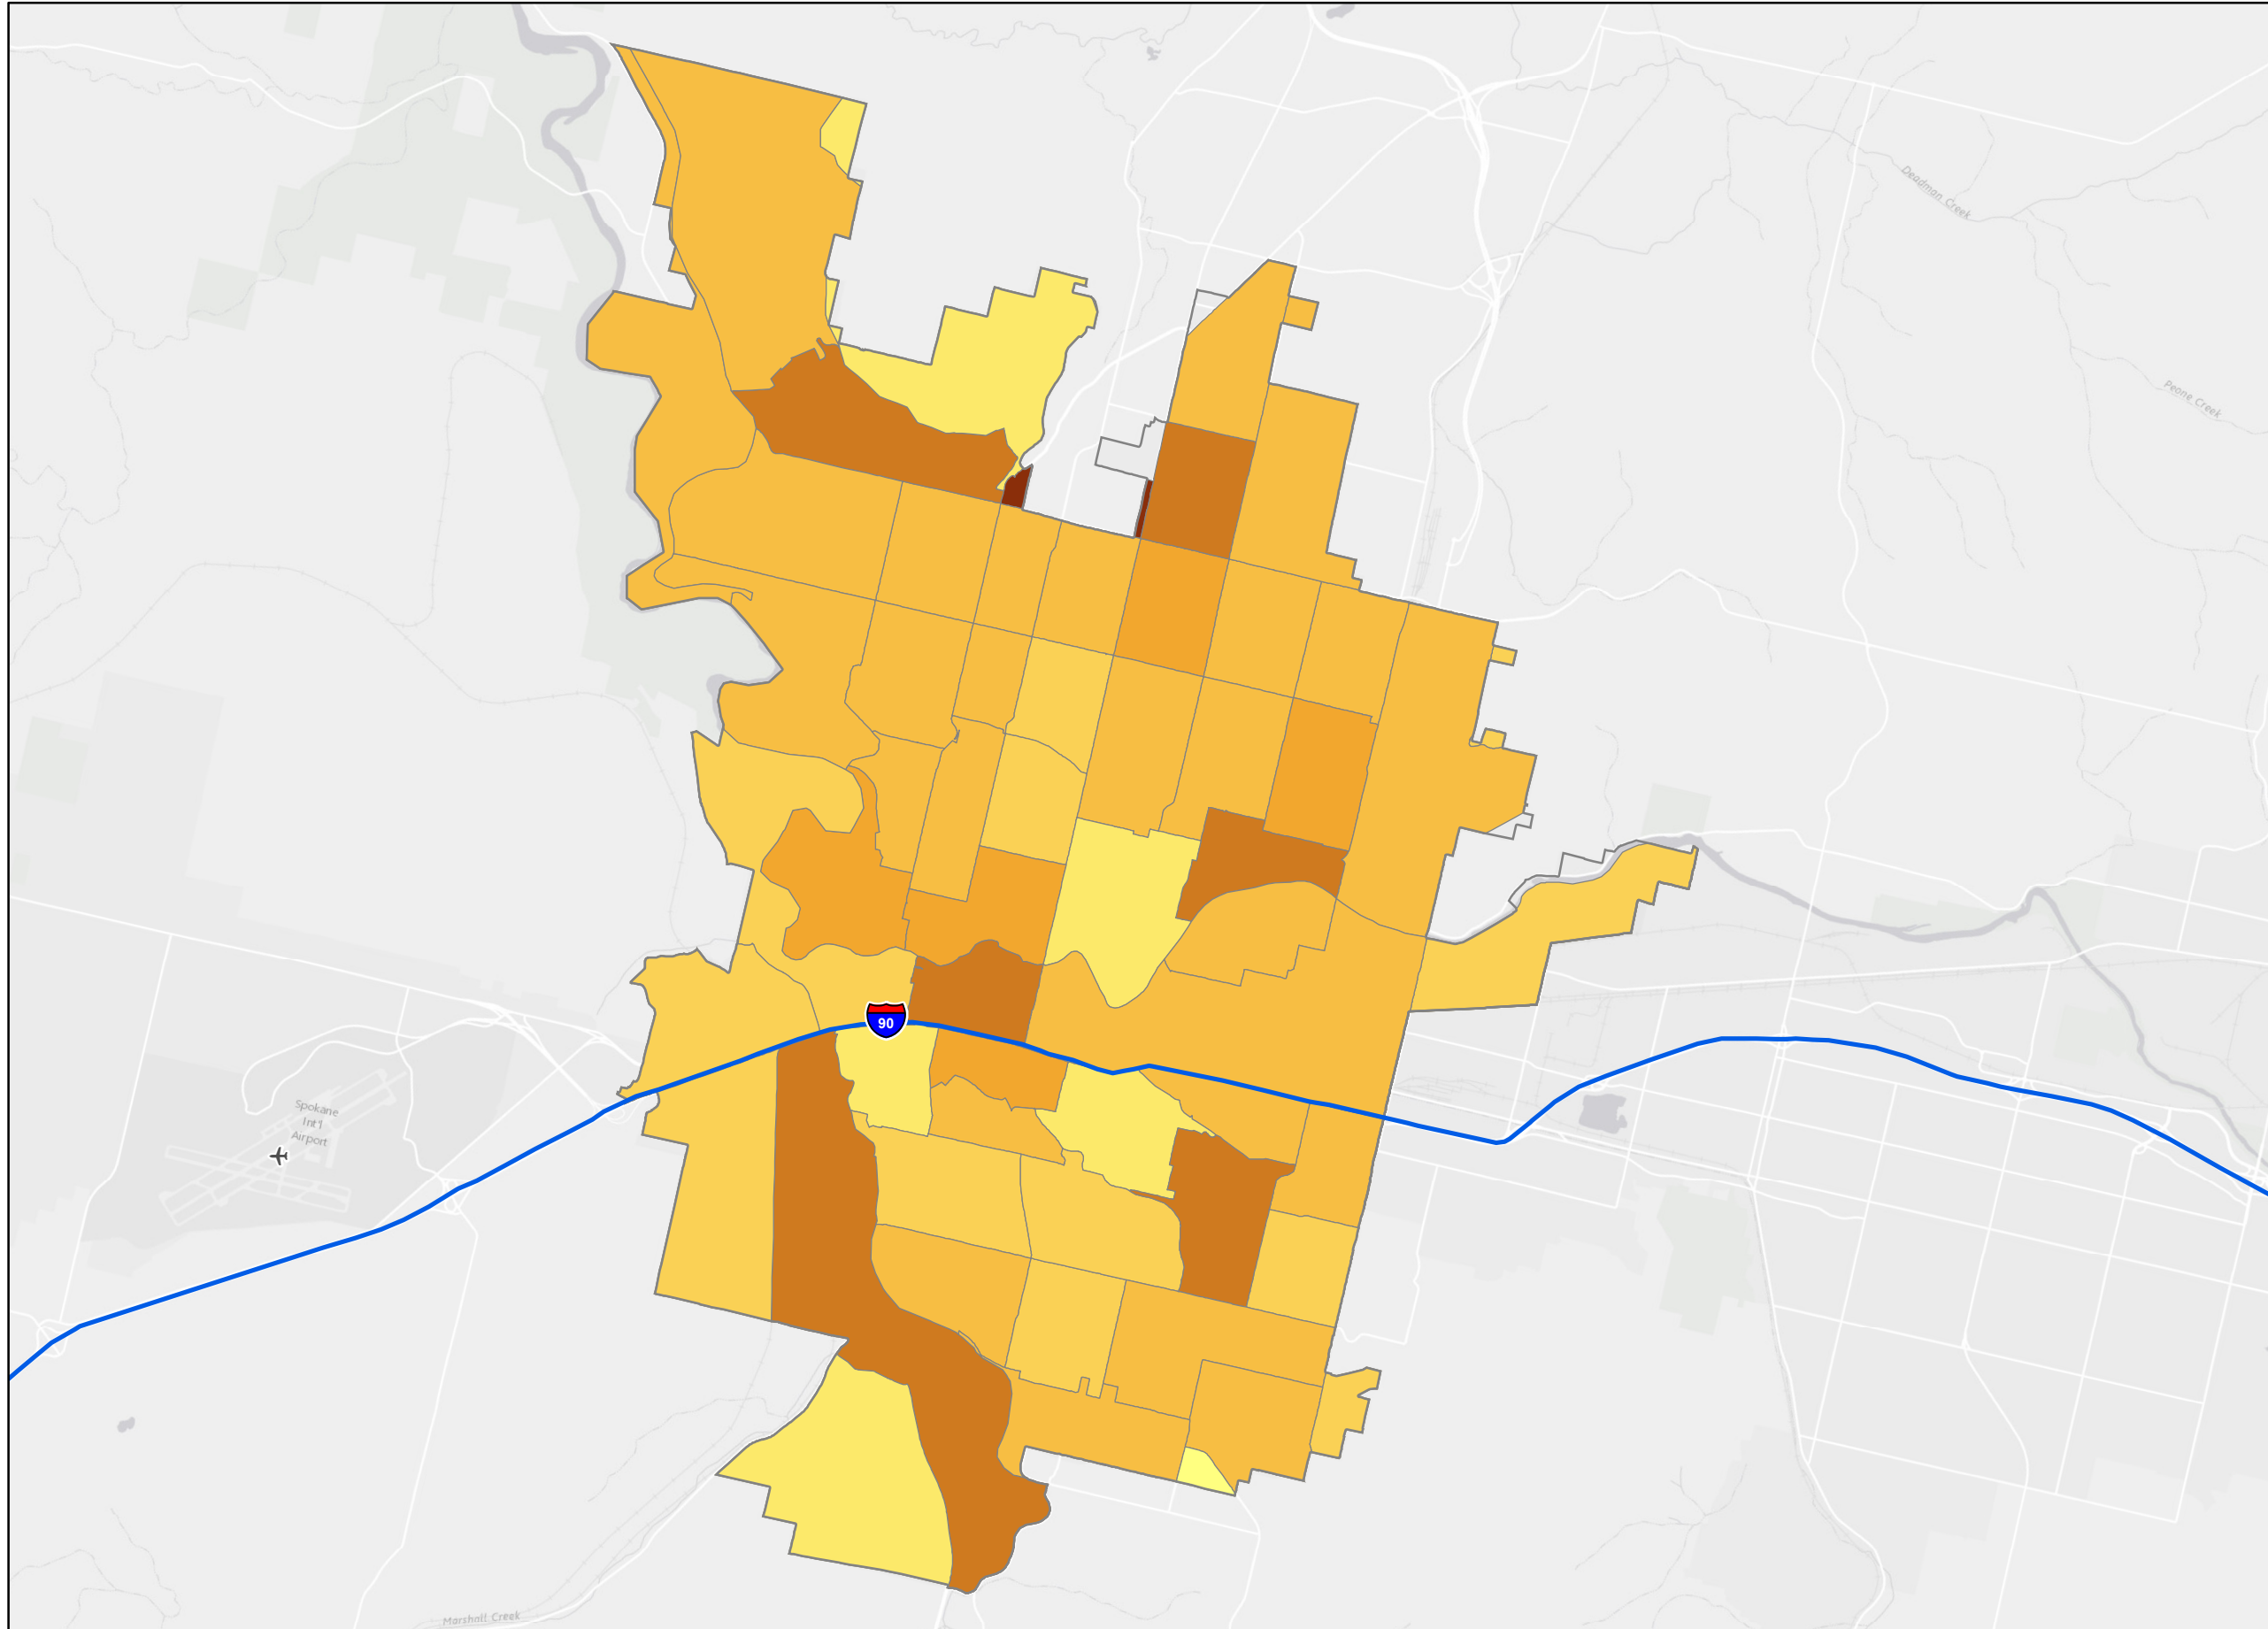 Deadman Creek
Peone Creek
90
Spokane
Int'l
Airport
Marshall Creek